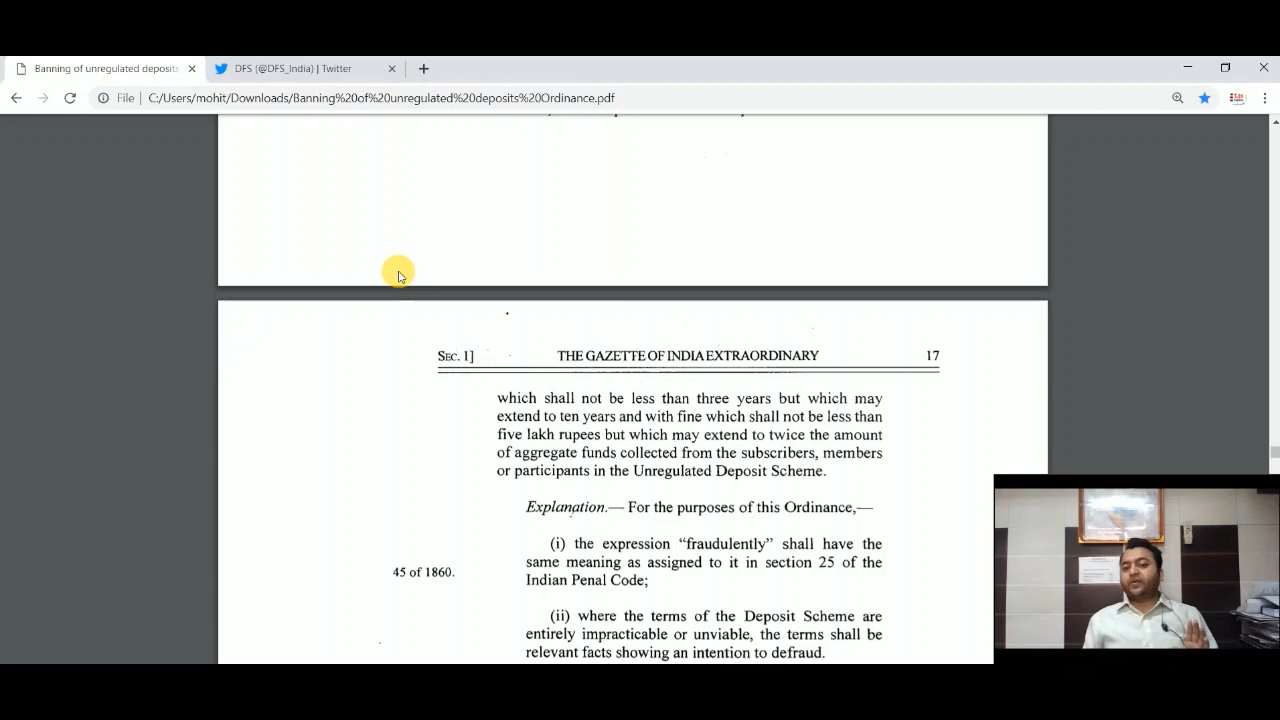 Banning of unregulated deposits
DFS (@DFS_India) | Twitter
File
C:/Users/mohit/Downloads/Banning%20of%20unregulated%20deposits%20Ordinance.pdf
SEC. 1]
THE GAZETTE OF INDIA EXTRAORDINARY
17
which shall not be less than three years but which may
extend to ten years and with fine which shall not be less than
five lakh rupees but which may extend to twice the amount
of aggregate funds collected from the subscribers, members
or participants in the Unregulated Deposit Scheme.
Explanation.— For the purposes of this Ordinance,—
(i) the expression “fraudulently” shall have the
same meaning as assigned to it in section 25 of the
45 of 1860.
Indian Penal Code;
(ii) where the terms of the Deposit Scheme are
entirely impracticable or unviable, the terms shall be
relevant facts showing an intention to defraud.